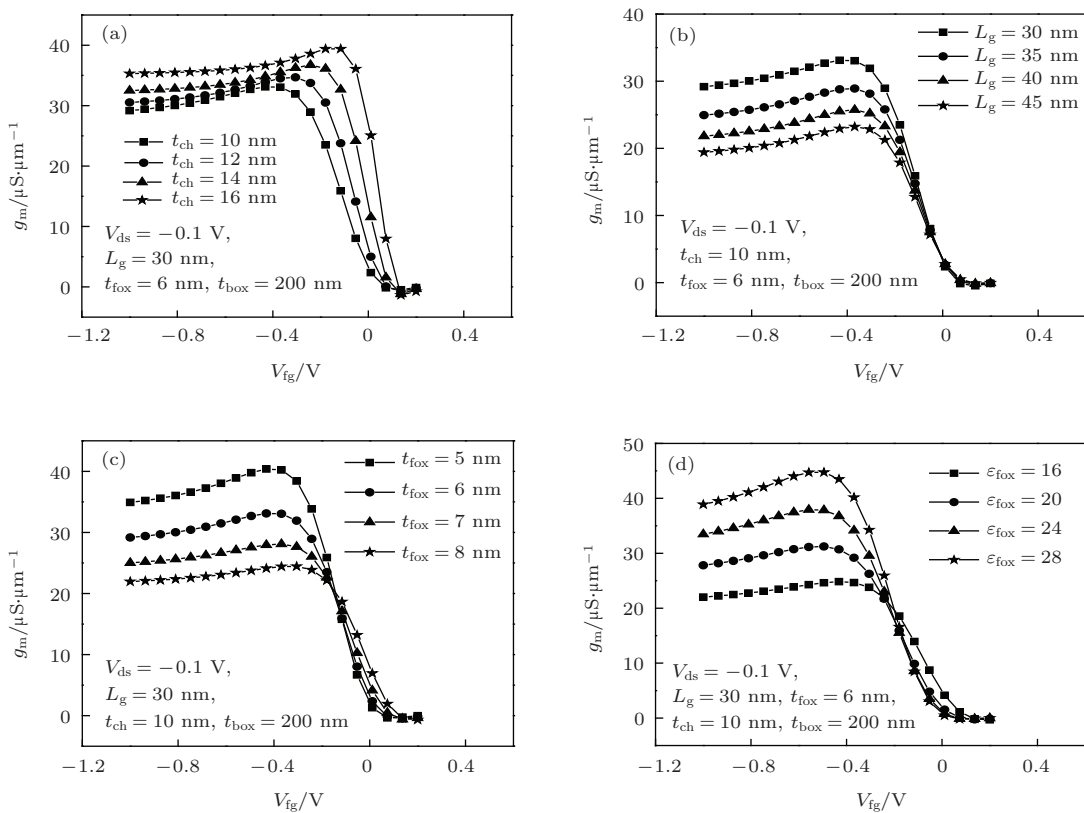 (a)
40
30
20
10
0
t_ch = 10 nm
t_ch = 12 nm
t_ch = 14 nm
t_ch = 16 nm
V_ds = −0.1 V,
L_g = 30 nm,
t_fox = 6 nm, t_box = 200 nm
g_m/µS·µm⁻¹
−1.2 −0.8 −0.4 0 0.4
V_fg/V
(b)
40
30
20
10
0
L_g = 30 nm
L_g = 35 nm
L_g = 40 nm
L_g = 45 nm
V_ds = −0.1 V,
t_ch = 10 nm,
t_fox = 6 nm, t_box = 200 nm
g_m/µS·µm⁻¹
−1.2 −0.8 −0.4 0 0.4
V_fg/V
(c)
40
30
20
10
0
t_fox = 5 nm
t_fox = 6 nm
t_fox = 7 nm
t_fox = 8 nm
V_ds = −0.1 V,
L_g = 30 nm,
t_ch = 10 nm, t_box = 200 nm
g_m/µS·µm⁻¹
−1.2 −0.8 −0.4 0 0.4
V_fg/V
(d)
50
40
30
20
10
0
ε_fox = 16
ε_fox = 20
ε_fox = 24
ε_fox = 28
V_ds = −0.1 V,
L_g = 30 nm, t_fox = 6 nm,
t_ch = 10 nm, t_box = 200 nm
g_m/µS·µm⁻¹
−1.2 −0.8 −0.4 0 0.4
V_fg/V